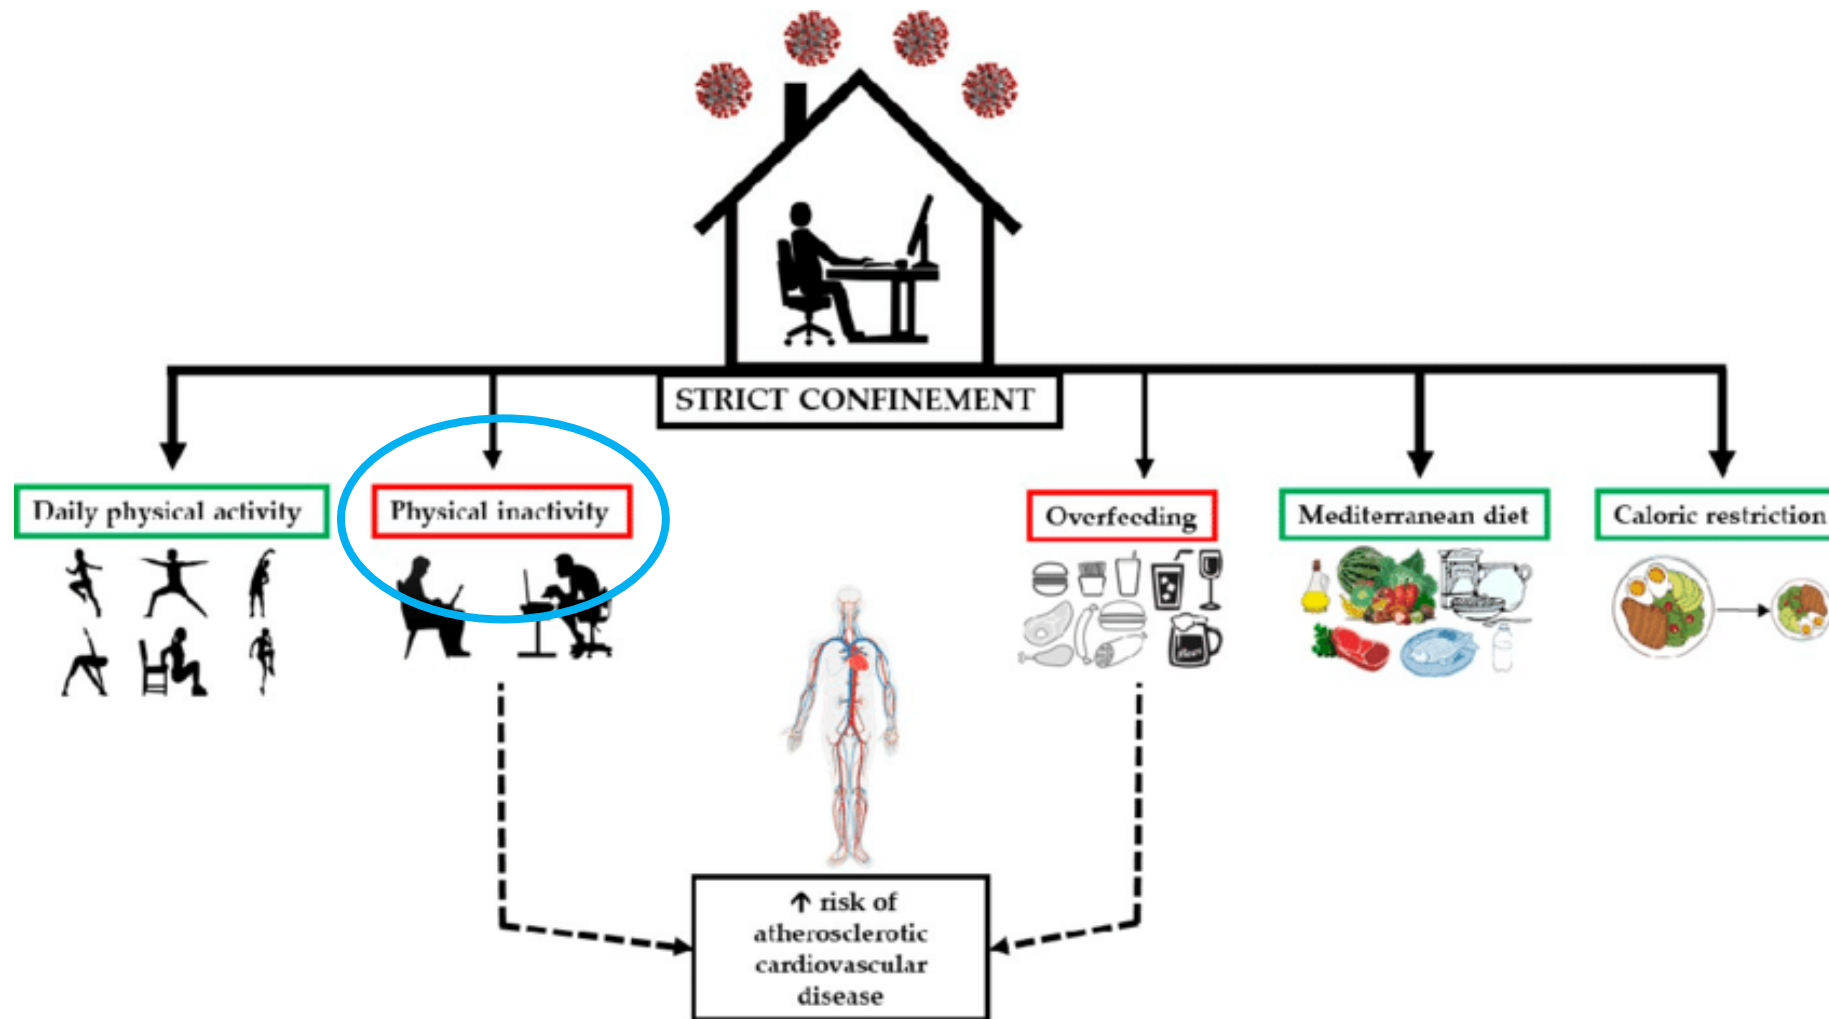 STRICT CONFINEMENT
Daily physical activity
Physical inactivity
Overfeeding
Mediterranean diet
Caloric restriction
↑ risk of
atherosclerotic
cardiovascular
disease